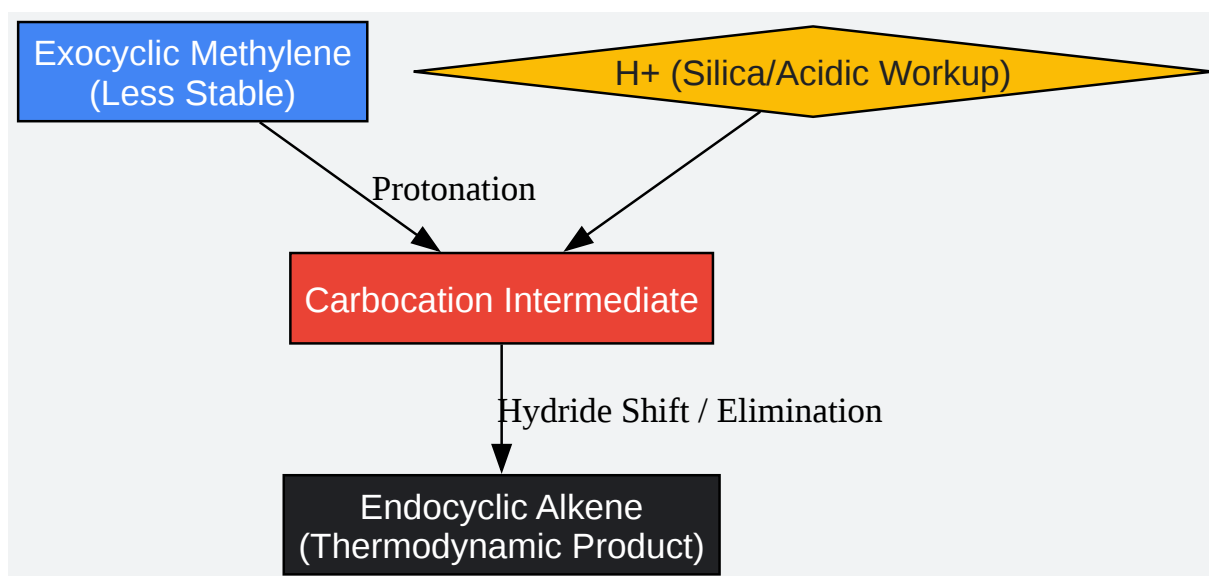 Exocyclic Methylene
(Less Stable)
H+ (Silica/Acidic Workup)
Protonation
Carbocation Intermediate
Hydride Shift / Elimination
Endocyclic Alkene
(Thermodynamic Product)